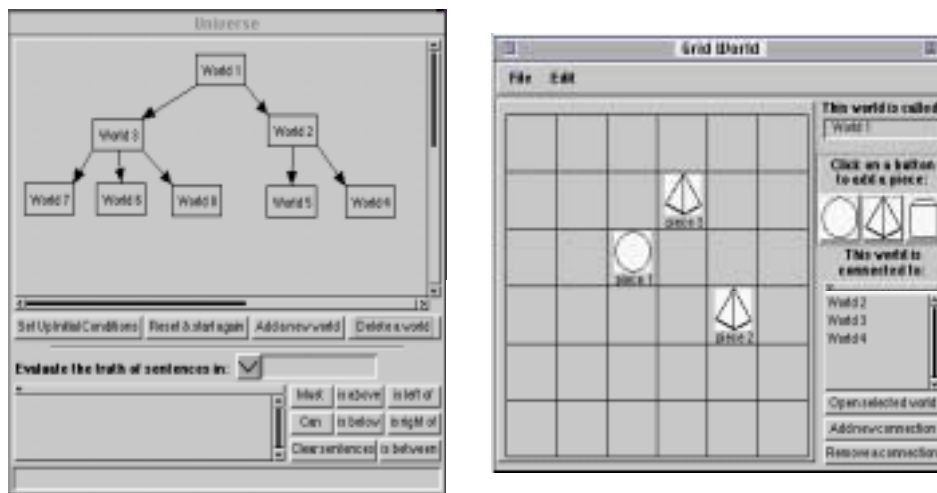 Universe
World 1
World 3
World 2
World 7
World 6
World 8
World 5
World 4
Set Up Initial Conditions
Reset & start again
Add a new world
Delete a world
Evaluate the truth of sentences in:
Must
is above
is left of
Can
is below
is right of
Clear sentences
is between
Grid World
File Edit
This world is called
World 1
Click on a button
to add a piece:
piece 3
piece 1
piece 2
This world is
connected to:
World 2
World 3
World 4
Open selected world
Add new connection
Remove a connection